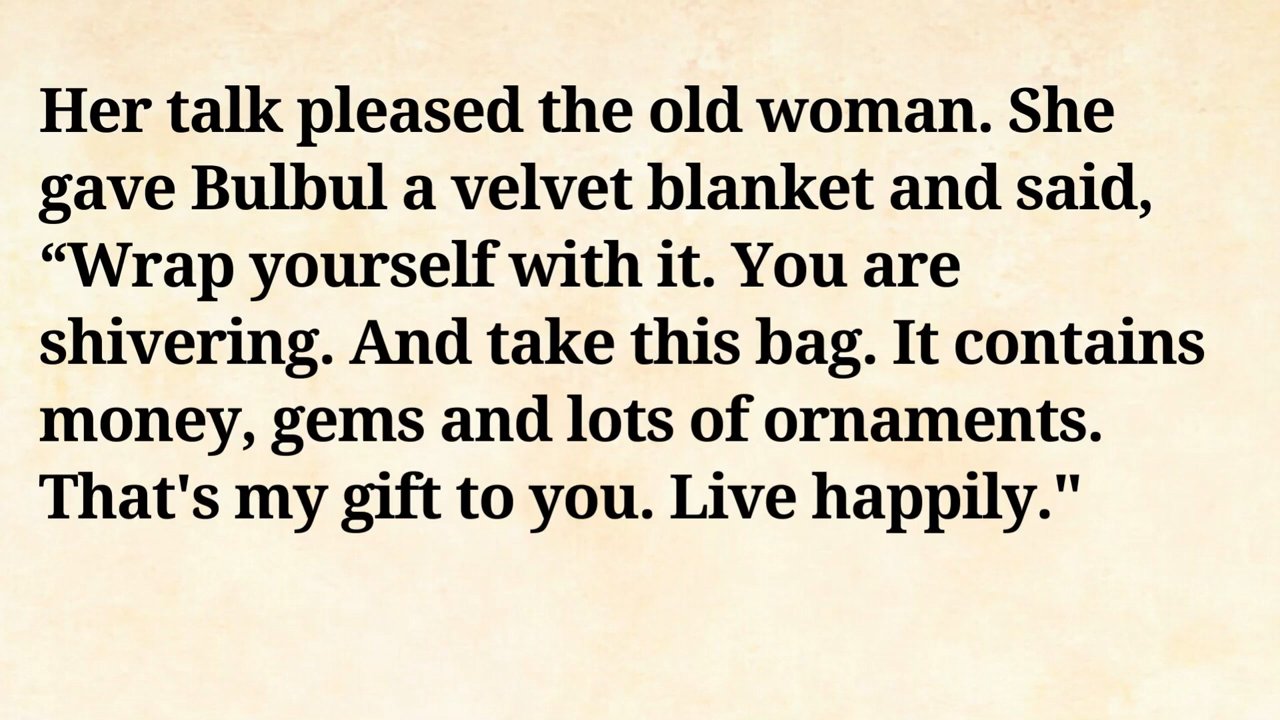 Her talk pleased the old woman. She
gave Bulbul a velvet blanket and said,
“Wrap yourself with it. You are
shivering. And take this bag. It contains
money, gems and lots of ornaments.
That's my gift to you. Live happily."